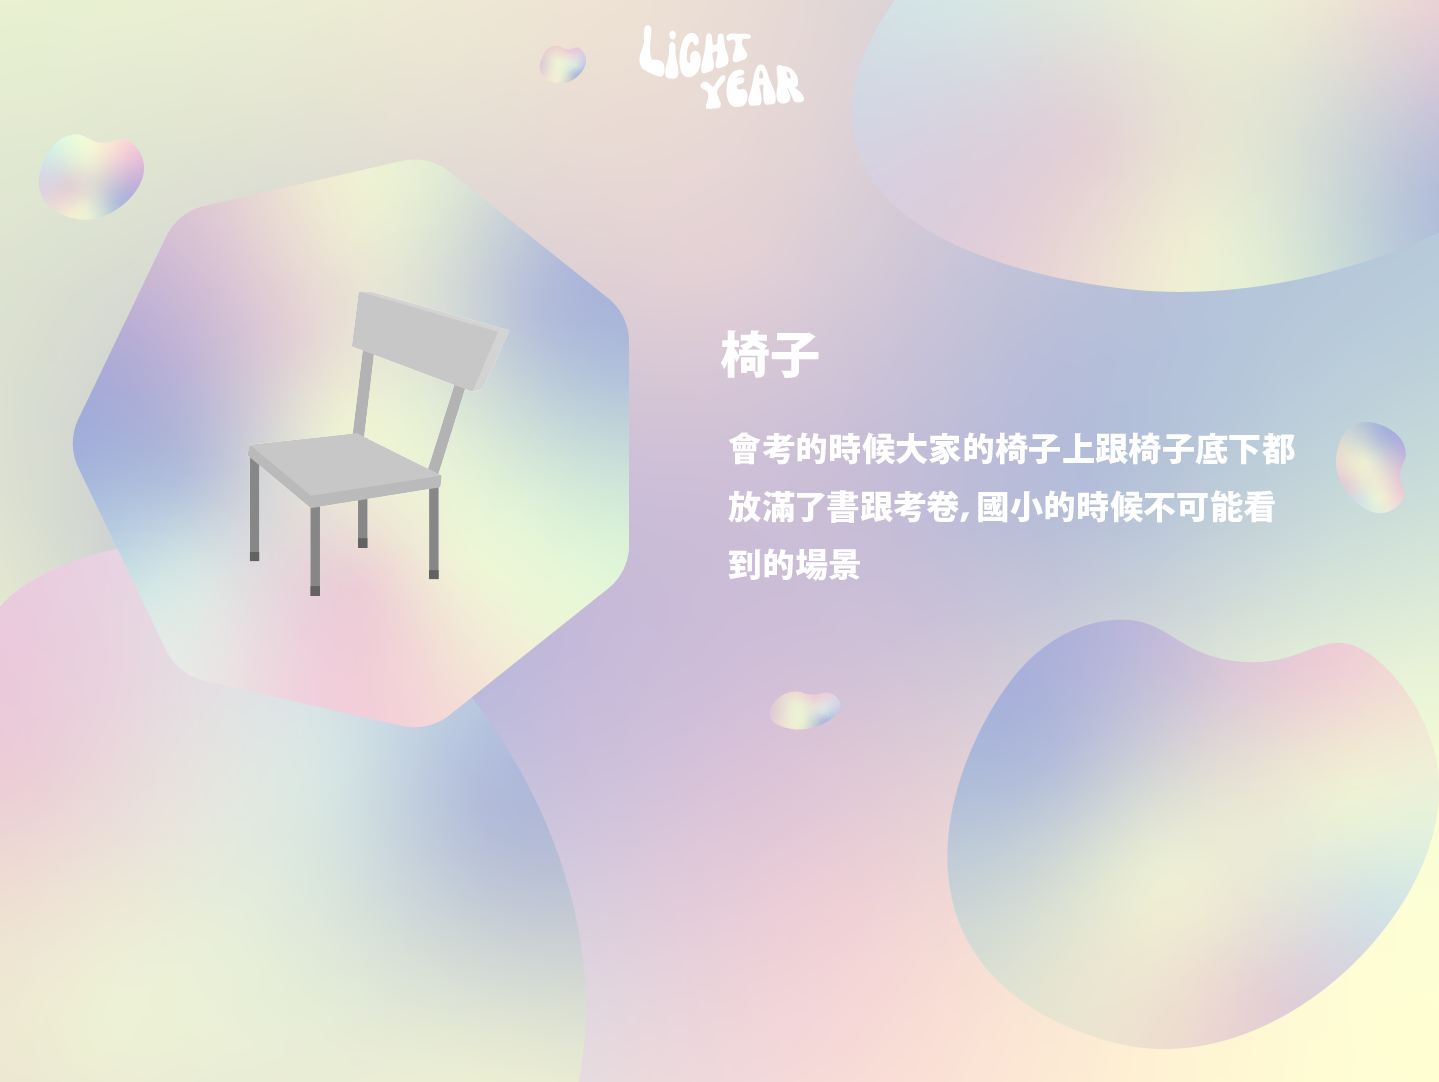 LiGHT
YEAR
椅子
會考的時候大家的椅子上跟椅子底下都
放滿了書跟考卷, 國小的時候不可能看
到的場景